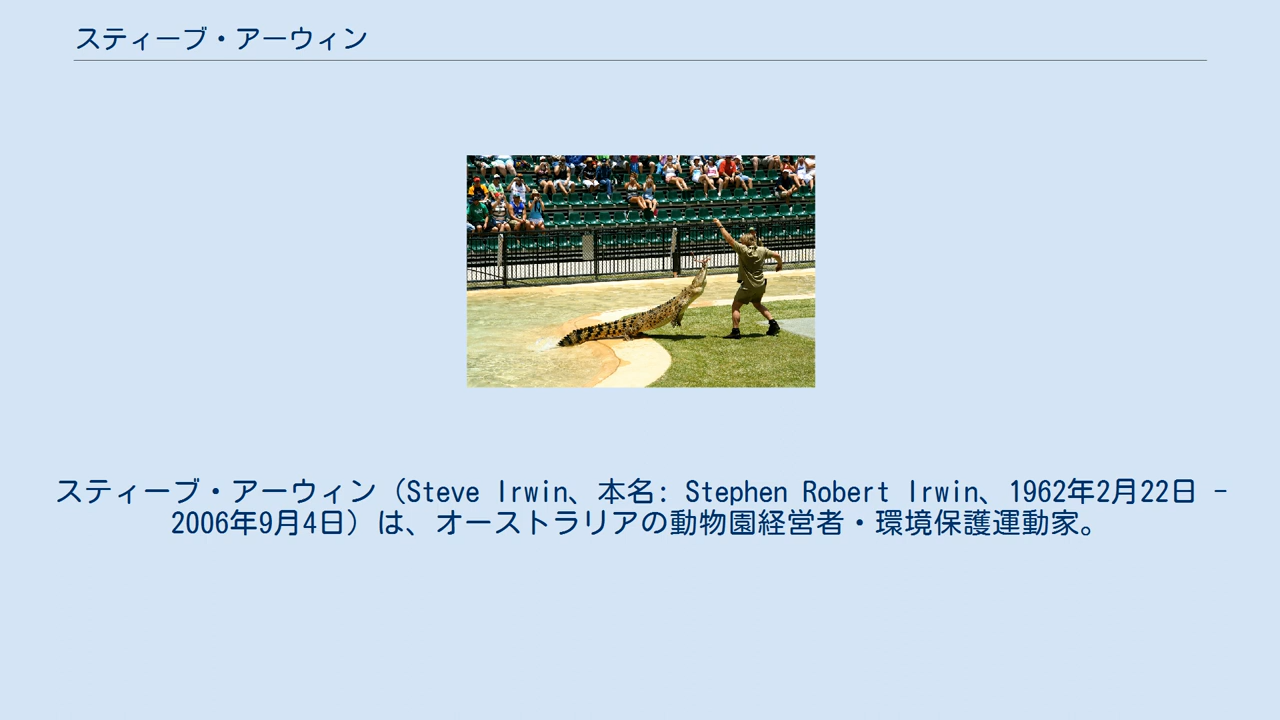 スティーブ・アーウィン
スティーブ・アーウィン（Steve Irwin、本名: Stephen Robert Irwin、1962年2月22日 -
2006年9月4日）は、オーストラリアの動物園経営者・環境保護運動家。